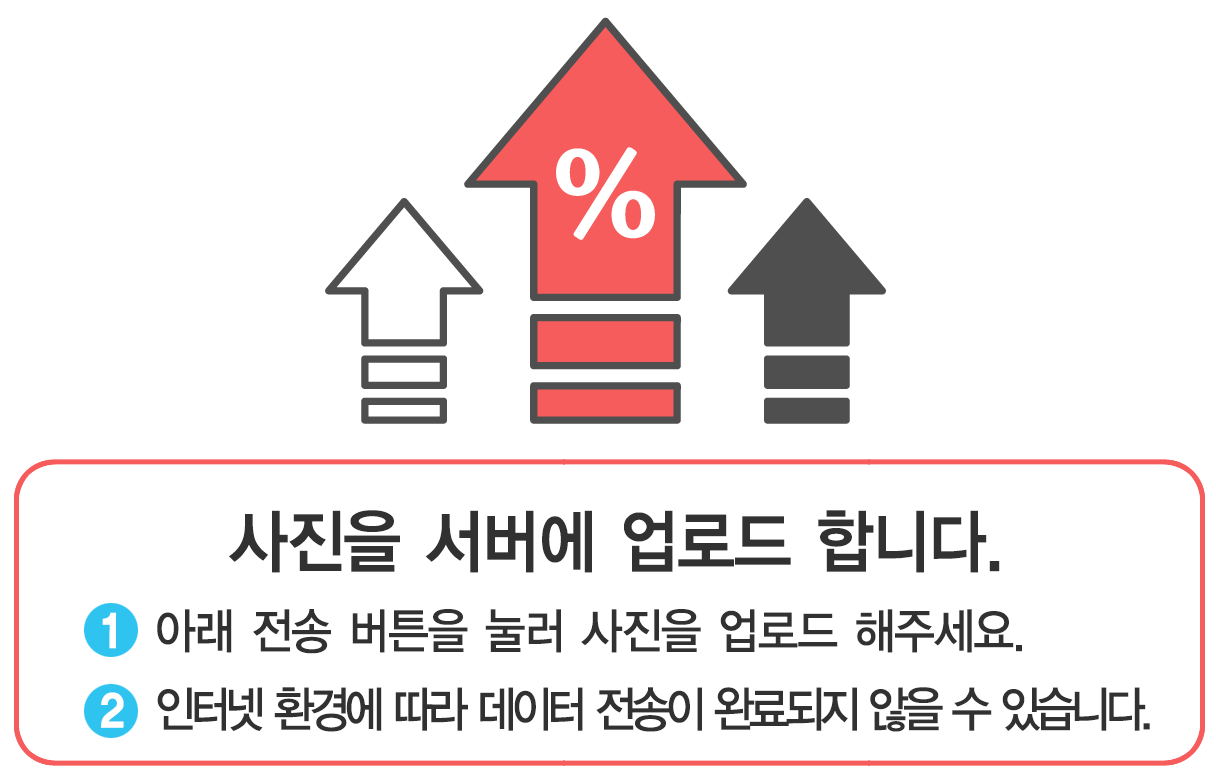 %
사진을 서버에 업로드 합니다.
1 아래 전송 버튼을 눌러 사진을 업로드 해주세요.
2 인터넷 환경에 따라 데이터 전송이 완료되지 않을 수 있습니다.